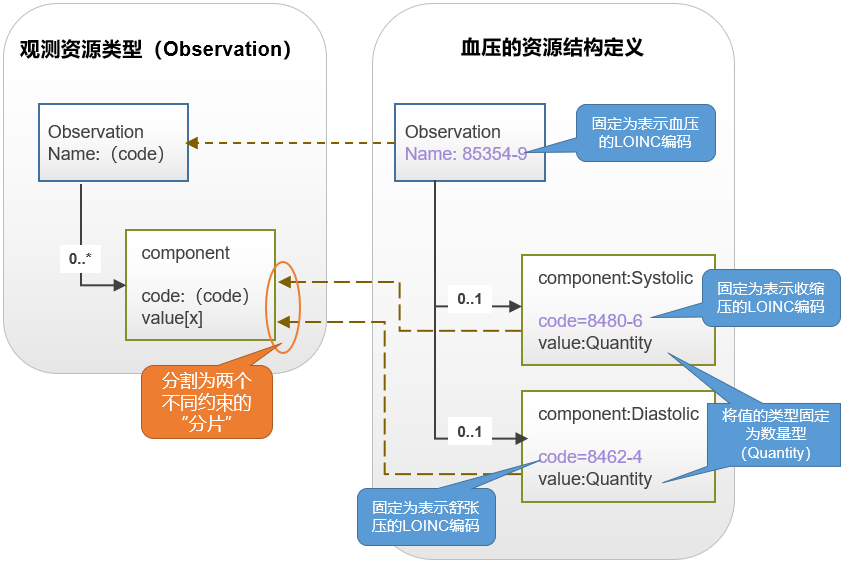 观测资源类型（Observation）
Observation
Name:（code）
0..*
component
code:（code）
value[x]
分割为两个
不同约束的
“分片”
血压的资源结构定义
Observation
Name: 85354-9
固定为表示血压
的LOINC编码
0..1
component:Systolic
code=8480-6
value:Quantity
固定为表示收缩
压的LOINC编码
0..1
component:Diastolic
code=8462-4
value:Quantity
将值的类型固定
为数量型
（Quantity）
固定为表示舒张
压的LOINC编码